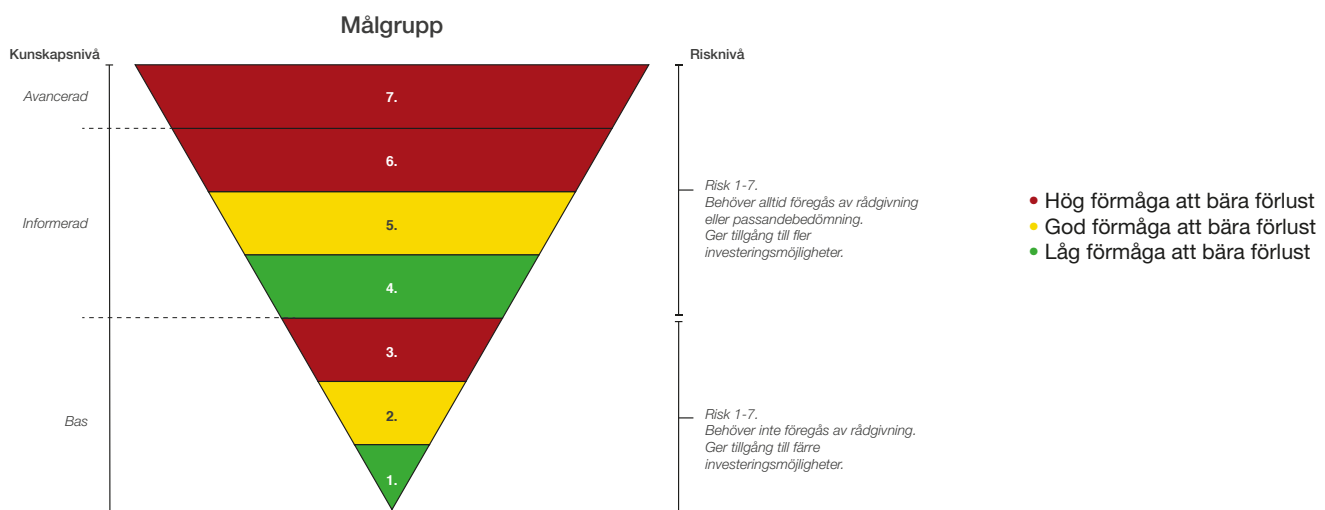 Målgrupp
Kunskapsnivå
Risknivå
Avancerad
7.
6.
Informerad
5.
4.
Risk 1-7.
Behöver alltid föregås av rådgivning
eller passandebedömning.
Ger tillgång till fler
investeringsmöjligheter.
Hög förmåga att bära förlust
God förmåga att bära förlust
Låg förmåga att bära förlust
3.
Bas
2.
1.
Risk 1-7.
Behöver inte föregås av rådgivning.
Ger tillgång till färre
investeringsmöjligheter.